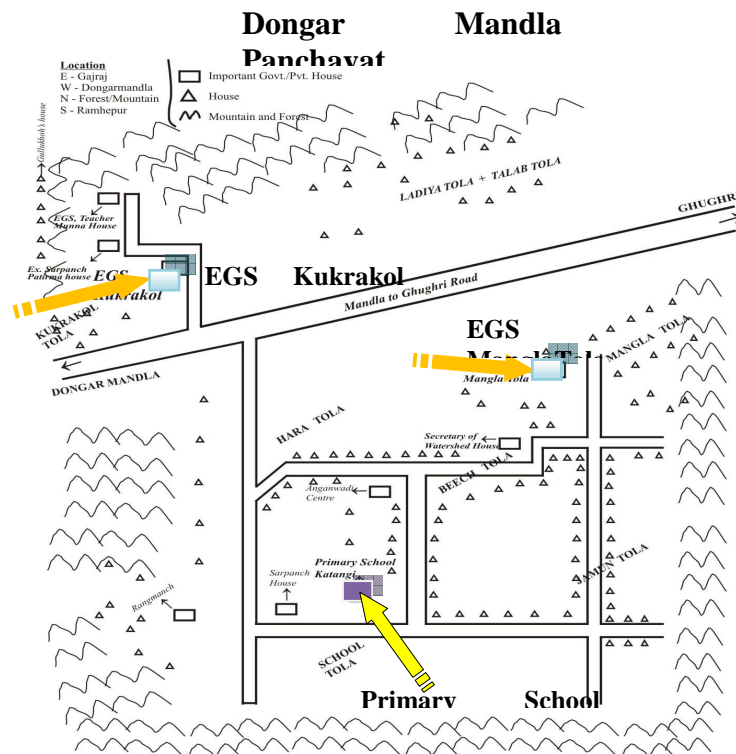 Dongar Mandla
Panchayat
Location
E - Gajraj
W - Dongarmandla
N - Forest/Mountain
S - Ramhepur
Important Govt./Pvt. House
House
Mountain and Forest
house
LADIYA TOLA + TALAB TOLA
GHUGHRI
EGS, Teacher
Munna House
Ex. Sarpanch
house
EGS Kukrakol
EGS
Kukrakol
KUKRAKOL
TOLA
Mandla to Ghughri Road
DONGAR MANDLA
EGS
Mangla Tola
Mangla Tola
MANGLA TOLA
HARA TOLA
Secretary of
Watershed House
BEECH TOLA
Anganwadi
Centre
Primary School
Katangi
Sarpanch
House
JAMUN TOLA
Rangmanch
SCHOOL
TOLA
Primary School